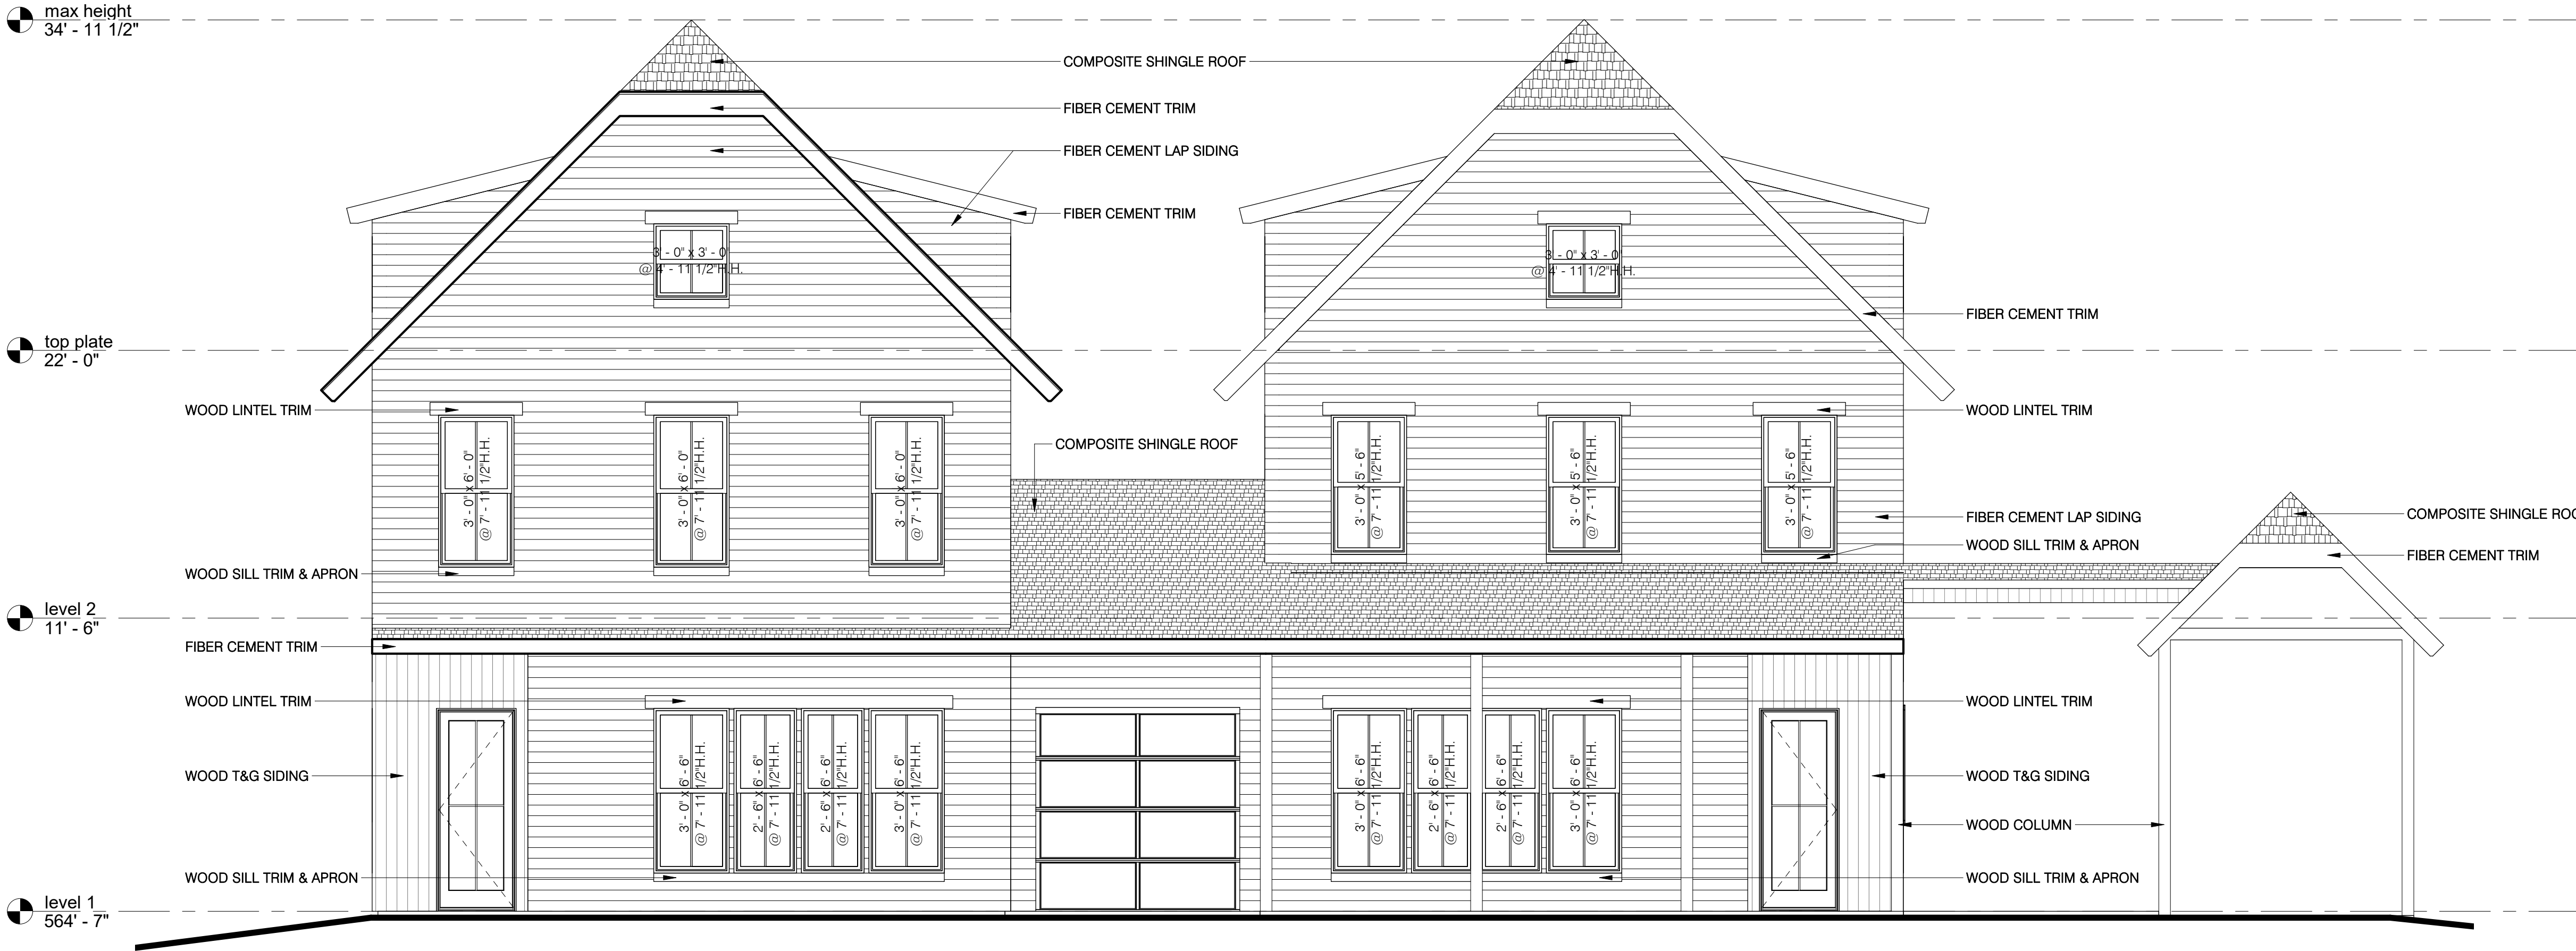 max height
34' - 11 1/2"
COMPOSITE SHINGLE ROOF
FIBER CEMENT TRIM
FIBER CEMENT LAP SIDING
FIBER CEMENT TRIM
3' - 0" x 3' - 0"
@ 4' - 11 1/2"H.H.
3' - 0" x 3' - 0"
@ 4' - 11 1/2"H.H.
FIBER CEMENT TRIM
top plate
22' - 0"
WOOD LINTEL TRIM
WOOD LINTEL TRIM
COMPOSITE SHINGLE ROOF
3' - 0" x 6' - 0"
@ 7' - 11 1/2"H.H.
3' - 0" x 6' - 0"
@ 7' - 11 1/2"H.H.
3' - 0" x 6' - 0"
@ 7' - 11 1/2"H.H.
3' - 0" x 5' - 6"
@ 7' - 11 1/2"H.H.
3' - 0" x 5' - 6"
@ 7' - 11 1/2"H.H.
3' - 0" x 5' - 6"
@ 7' - 11 1/2"H.H.
FIBER CEMENT LAP SIDING
COMPOSITE SHINGLE
WOOD SILL TRIM & APRON
FIBER CEMENT TRIM
WOOD SILL TRIM & APRON
level 2
11' - 6"
FIBER CEMENT TRIM
WOOD LINTEL TRIM
WOOD LINTEL TRIM
3' - 0" x 6' - 6"
@ 7' - 11 1/2"H.H.
2' - 6" x 6' - 6"
@ 7' - 11 1/2"H.H.
2' - 6" x 6' - 6"
@ 7' - 11 1/2"H.H.
3' - 0" x 6' - 6"
@ 7' - 11 1/2"H.H.
3' - 0" x 6' - 6"
@ 7' - 11 1/2"H.H.
2' - 6" x 6' - 6"
@ 7' - 11 1/2"H.H.
2' - 6" x 6' - 6"
@ 7' - 11 1/2"H.H.
3' - 0" x 6' - 6"
@ 7' - 11 1/2"H.H.
WOOD T&G SIDING
WOOD T&G SIDING
WOOD COLUMN
WOOD SILL TRIM & APRON
WOOD SILL TRIM & APRON
level 1
564' - 7"